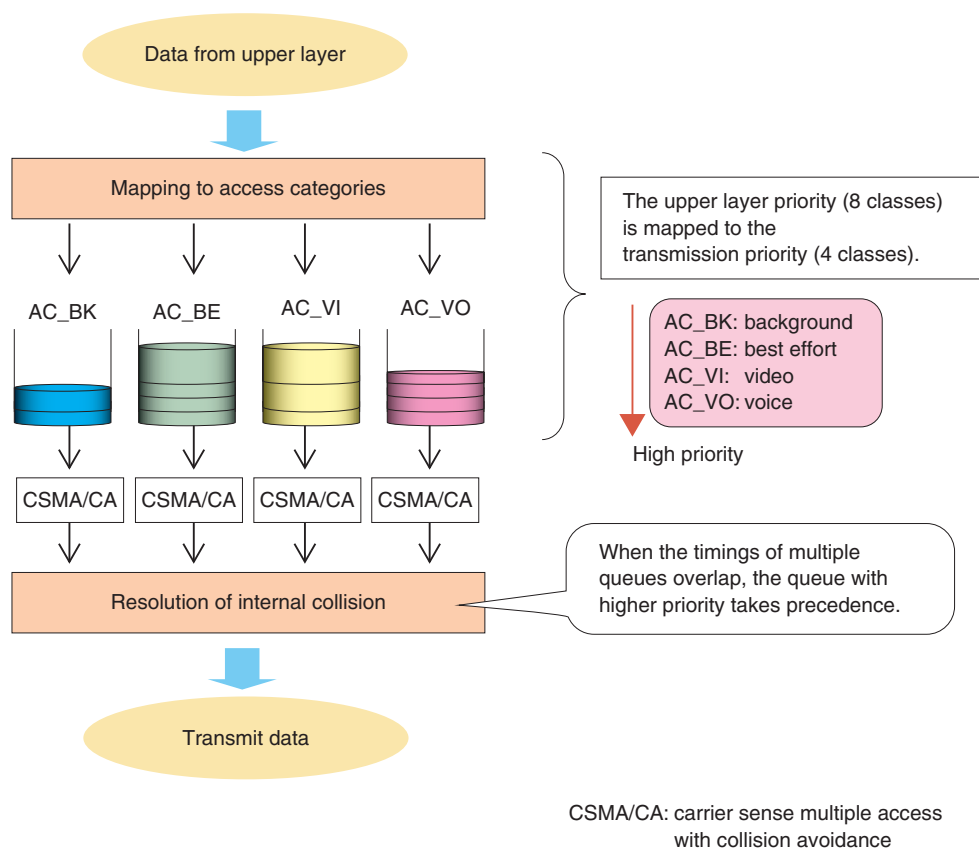 Data from upper layer
Mapping to access categories
The upper layer priority (8 classes)
is mapped to the
transmission priority (4 classes).
AC_BK
AC_BE
AC_VI
AC_VO
AC_BK: background
AC_BE: best effort
AC_VI: video
AC_VO: voice
High priority
CSMA/CA
CSMA/CA
CSMA/CA
CSMA/CA
Resolution of internal collision
When the timings of multiple
queues overlap, the queue with
higher priority takes precedence.
Transmit data
CSMA/CA: carrier sense multiple access
with collision avoidance